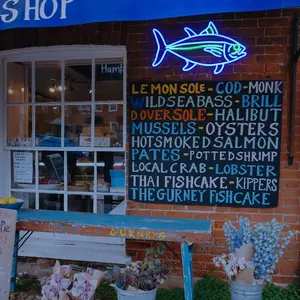 SHOP
LEMON SOLE - COD - MONK
WILD SEA BASS - BRILL
DOVER SOLE - HALIBUT
MUSSELS - OYSTERS
HOT SMOKED SALMON
PATES - POTTED SHRIMP
LOCAL CRAB - LOBSTER
THAI FISHCAKE - KIPPERS
THE GURNEY FISHCAKE
GURNEYS